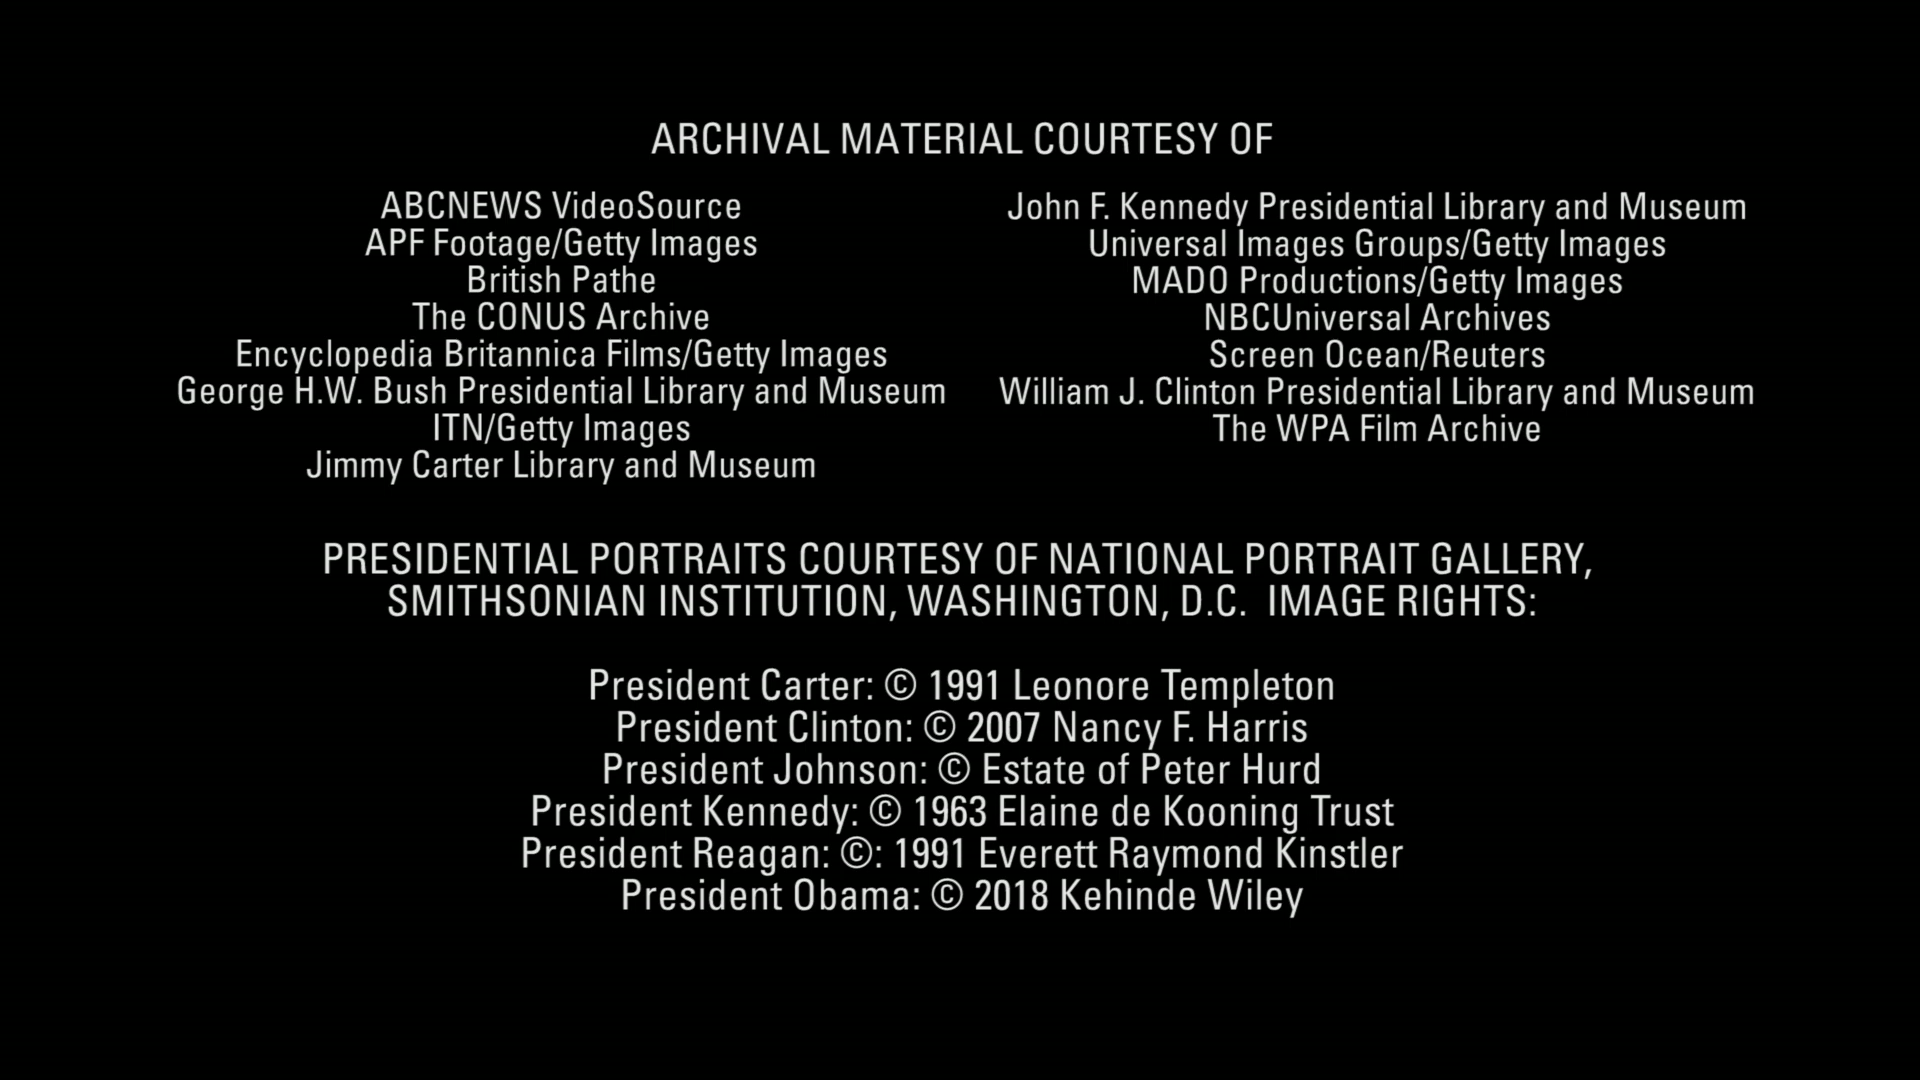 ARCHIVAL MATERIAL COURTESY OF
ABCNEWS VideoSource
APF Footage/Getty Images
British Pathe
The CONUS Archive
Encyclopedia Britannica Films/Getty Images
George H.W. Bush Presidential Library and Museum
ITN/Getty Images
Jimmy Carter Library and Museum
John F. Kennedy Presidential Library and Museum
Universal Images Groups/Getty Images
MADO Productions/Getty Images
NBCUniversal Archives
Screen Ocean/Reuters
William J. Clinton Presidential Library and Museum
The WPA Film Archive
PRESIDENTIAL PORTRAITS COURTESY OF NATIONAL PORTRAIT GALLERY,
SMITHSONIAN INSTITUTION, WASHINGTON, D.C.  IMAGE RIGHTS:
President Carter: © 1991 Leonore Templeton
President Clinton: © 2007 Nancy F. Harris
President Johnson: © Estate of Peter Hurd
President Kennedy: © 1963 Elaine de Kooning Trust
President Reagan: ©: 1991 Everett Raymond Kinstler
President Obama: © 2018 Kehinde Wiley